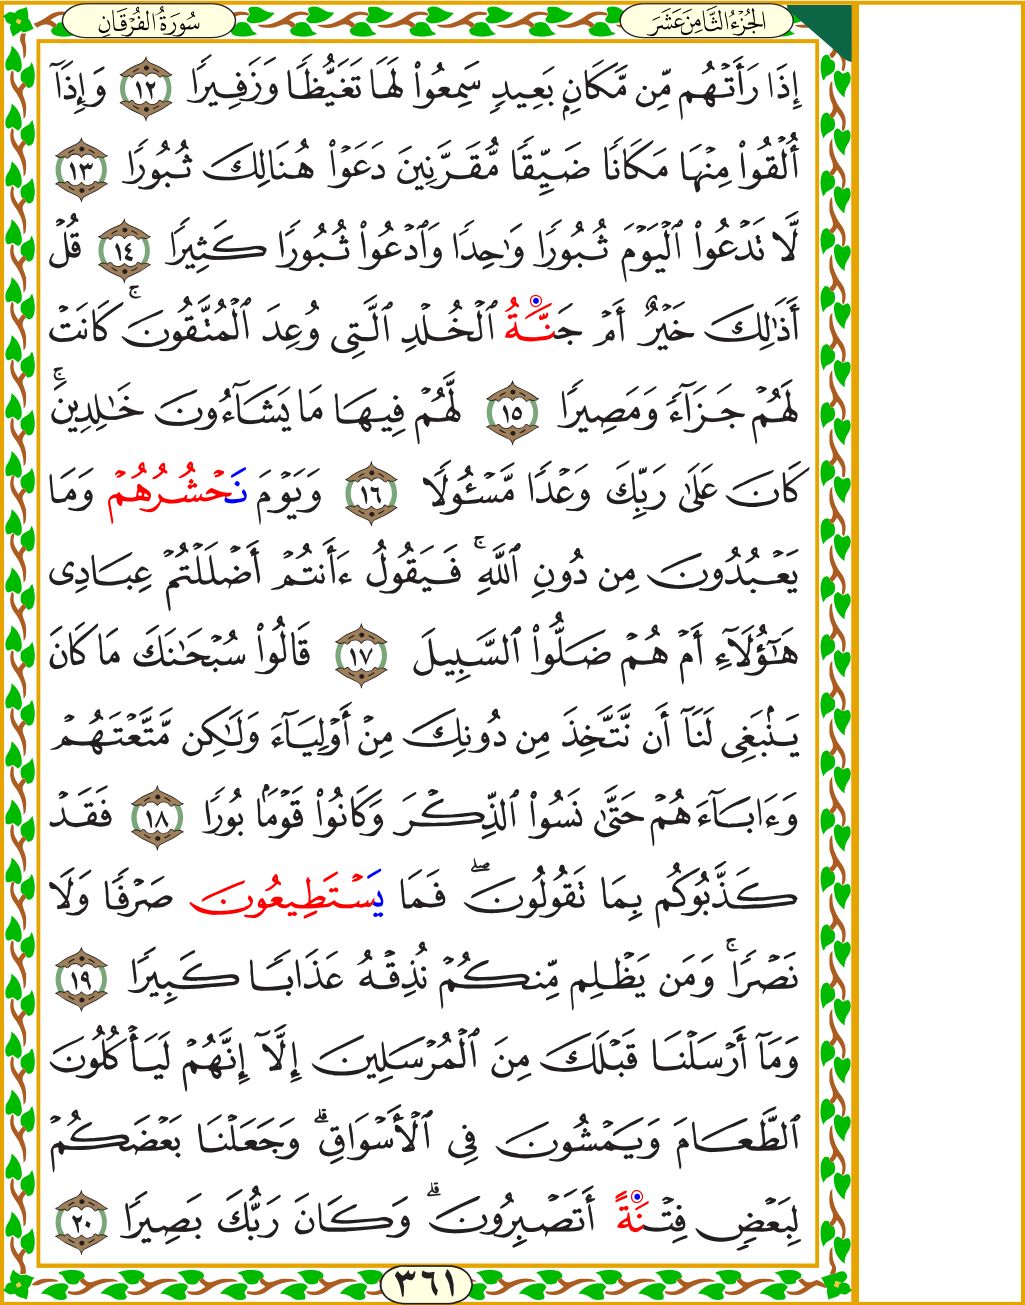 الجُزْءُ الثَّامِنَ عَشَرَ
سُورَةُ الفُرْقَانِ
إِذَا رَأَتْهُم مِّن مَّكَانٍ بَعِيدٍ سَمِعُوا۟ لَهَا تَغَيُّظًا وَزَفِيرًا ١٢ وَإِذَآ
أُلْقُوا۟ مِنْهَا مَكَانًا ضَيِّقًا مُّقَرَّنِينَ دَعَوْا۟ هُنَالِكَ ثُبُورًا ١٣
لَّا تَدْعُوا۟ ٱلْيَوْمَ ثُبُورًا وَٰحِدًا وَٱدْعُوا۟ ثُبُورًا كَثِيرًا ١٤ قُلْ
أَذَٰلِكَ خَيْرٌ أَمْ جَنَّةُ ٱلْخُلْدِ ٱلَّتِى وُعِدَ ٱلْمُتَّقُونَ ۚ كَانَتْ
لَهُمْ جَزَآءً وَمَصِيرًا ١٥ لَّهُمْ فِيهَا مَا يَشَآءُونَ خَٰلِدِينَ ۚ
كَانَ عَلَىٰ رَبِّكَ وَعْدًا مَّسْـُٔولًا ١٦ وَيَوْمَ نَحْشُرُهُمْ وَمَا
يَعْبُدُونَ مِن دُونِ ٱللَّهِ ۚ فَيَقُولُ ءَأَنتُمْ أَضْلَلْتُمْ عِبَادِى
هَٰٓؤُلَآءِ أَمْ هُمْ ضَلُّوا۟ ٱلسَّبِيلَ ١٧ قَالُوا۟ سُبْحَٰنَكَ مَا كَانَ
يَنۢبَغِى لَنَآ أَن نَّتَّخِذَ مِن دُونِكَ مِنْ أَوْلِيَآءَ وَلَٰكِن مَّتَّعْتَهُمْ
وَءَابَآءَهُمْ حَتَّىٰ نَسُوا۟ ٱلذِّكْرَ وَكَانُوا۟ قَوْمًۢا بُورًا ١٨ فَقَدْ
كَذَّبُوكُم بِمَا تَقُولُونَ ۖ فَمَا يَسْتَطِيعُونَ صَرْفًا وَلَا
نَصْرًا ۚ وَمَن يَظْلِم مِّنكُمْ نُذِقْهُ عَذَابًا كَبِيرًا ١٩
وَمَآ أَرْسَلْنَا قَبْلَكَ مِنَ ٱلْمُرْسَلِينَ إِلَّآ إِنَّهُمْ لَيَأْكُلُونَ
ٱلطَّعَامَ وَيَمْشُونَ فِى ٱلْأَسْوَاقِ ۗ وَجَعَلْنَا بَعْضَكُمْ
لِبَعْضٍ فِتْنَةً أَتَصْبِرُونَ ۗ وَكَانَ رَبُّكَ بَصِيرًا ٢٠
٣٦١